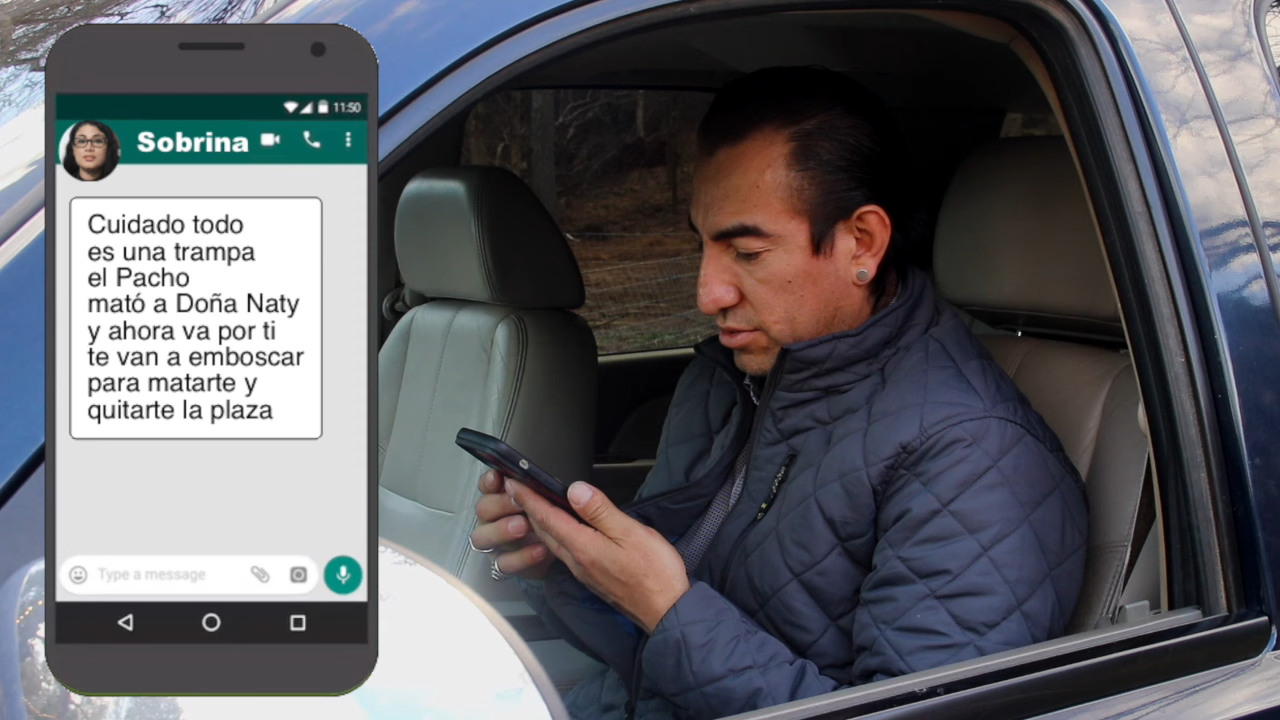 11:50
Sobrina
Cuidado todo
es una trampa
el Pacho
mató a Doña Naty
y ahora va por ti
te van a emboscar
para matarte y
quitarte la plaza
Type a message